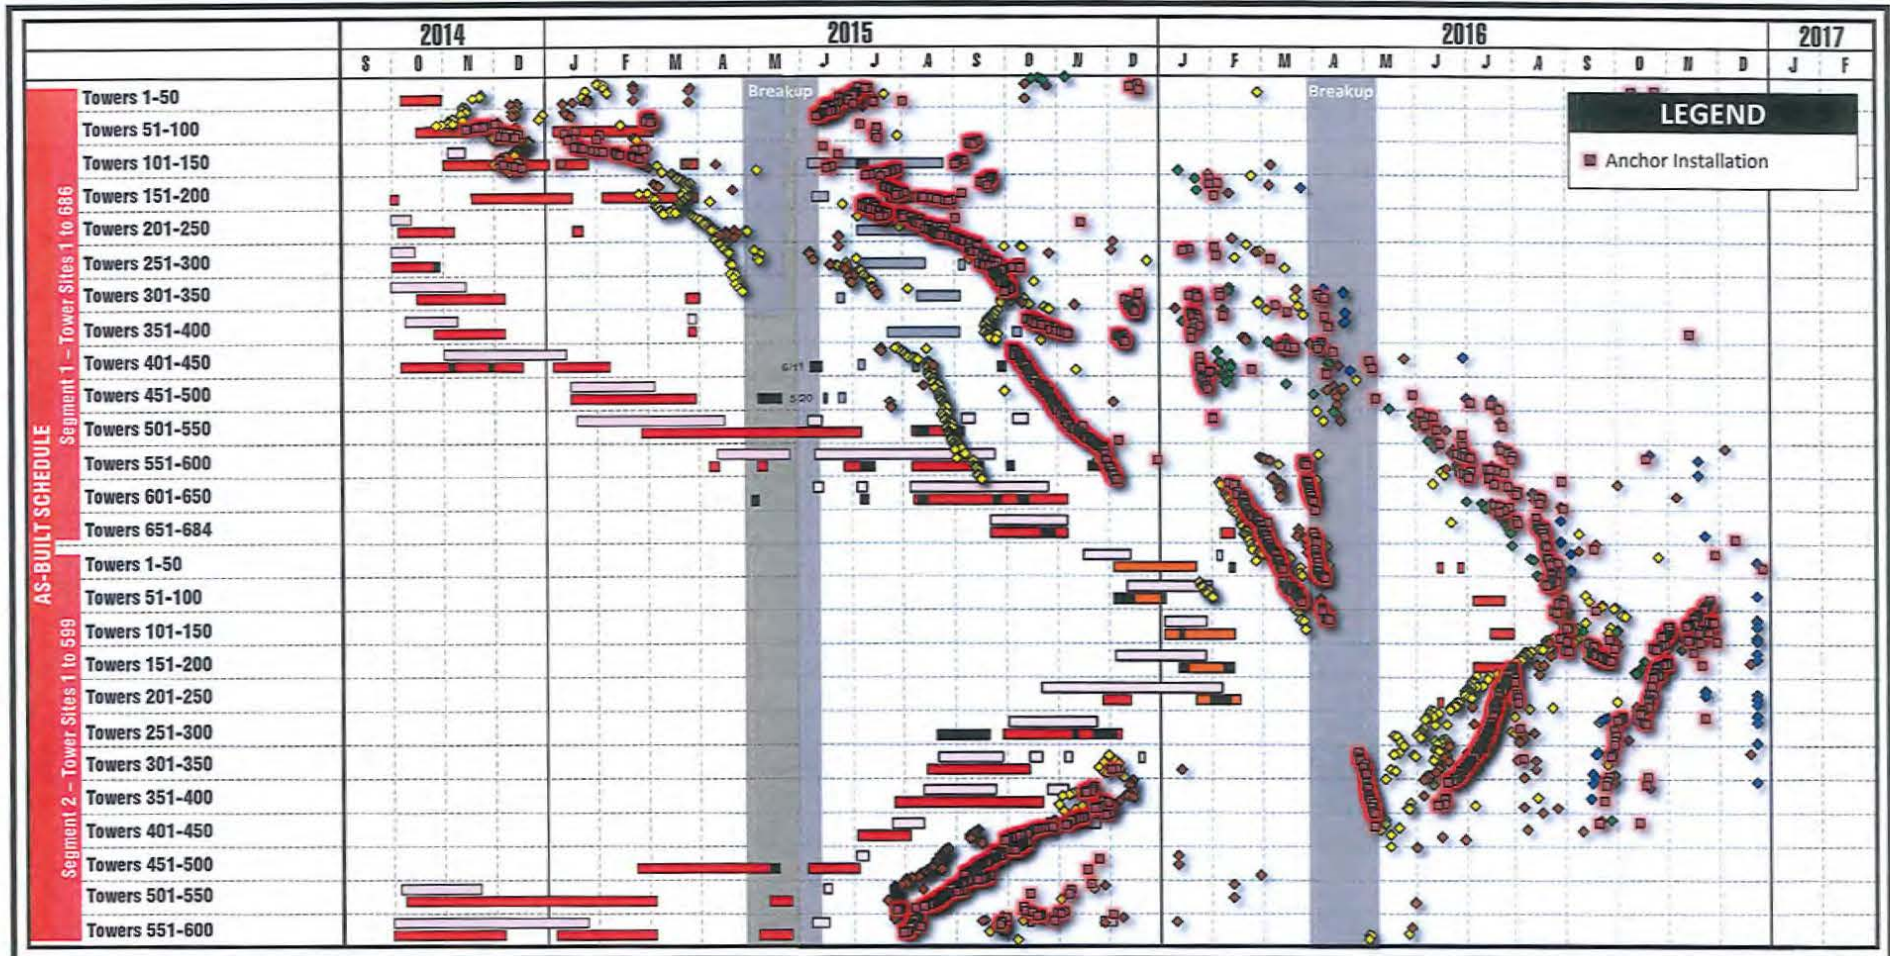 2014 2015 2016 2017
S O N D J F M A M J J A S O N D J F M A M J J A S O N D J F
Breakup Breakup
LEGEND
Anchor Installation
AS-BUILT SCHEDULE
Segment 1 – Tower Sites 1 to 686
Towers 1-50
Towers 51-100
Towers 101-150
Towers 151-200
Towers 201-250
Towers 251-300
Towers 301-350
Towers 351-400
Towers 401-450
6/11
Towers 451-500
5/20
Towers 501-550
Towers 551-600
Towers 601-650
Towers 651-684
Segment 2 – Tower Sites 1 to 599
Towers 1-50
Towers 51-100
Towers 101-150
Towers 151-200
Towers 201-250
Towers 251-300
Towers 301-350
Towers 351-400
Towers 401-450
Towers 451-500
Towers 501-550
Towers 551-600